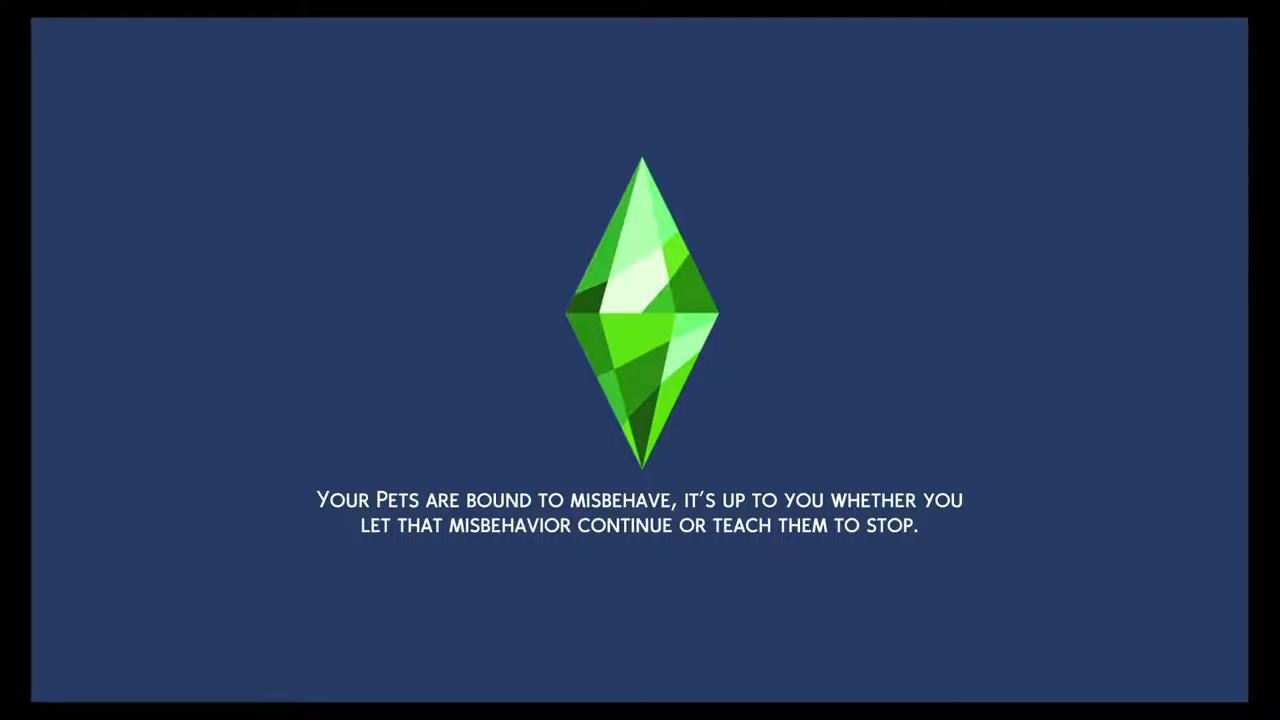 Your Pets are bound to misbehave, it's up to you whether you
let that misbehavior continue or teach them to stop.